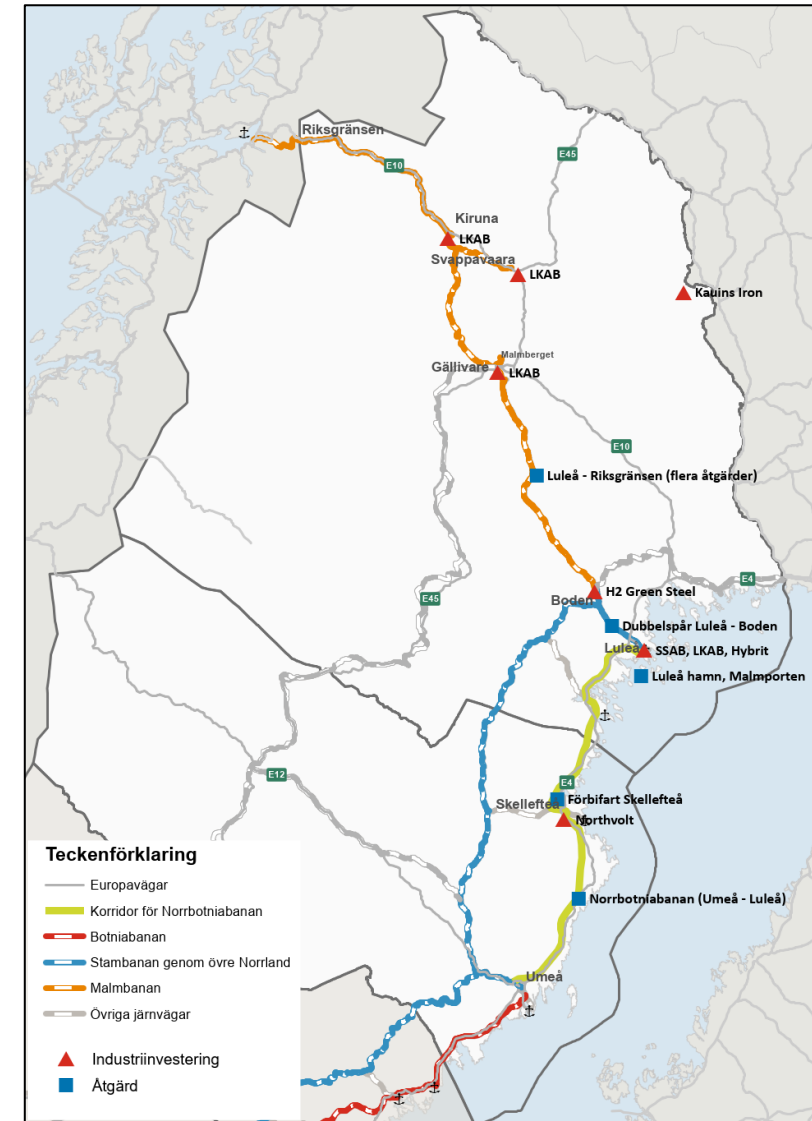 Riksgränsen
E10
E45
Kiruna
LKAB
Svappavaara
LKAB
Kauins Iron
Malmberget
Gällivare
LKAB
E10
Luleå - Riksgränsen (flera åtgärder)
E4
H2 Green Steel
Boden
E45
Dubbelspår Luleå - Boden
Luleå
SSAB, LKAB, Hybrit
Luleå hamn, Malmporten
E12
E4
Förbifart Skellefteå
Skellefteå
Northvolt
Norrbotniabanan (Umeå - Luleå)
Umeå
Teckenförklaring
Europavägar
Korridor för Norrbotniabanan
Botniabanan
Stambanan genom övre Norrland
Malmbanan
Övriga järnvägar
Industriinvestering
Åtgärd